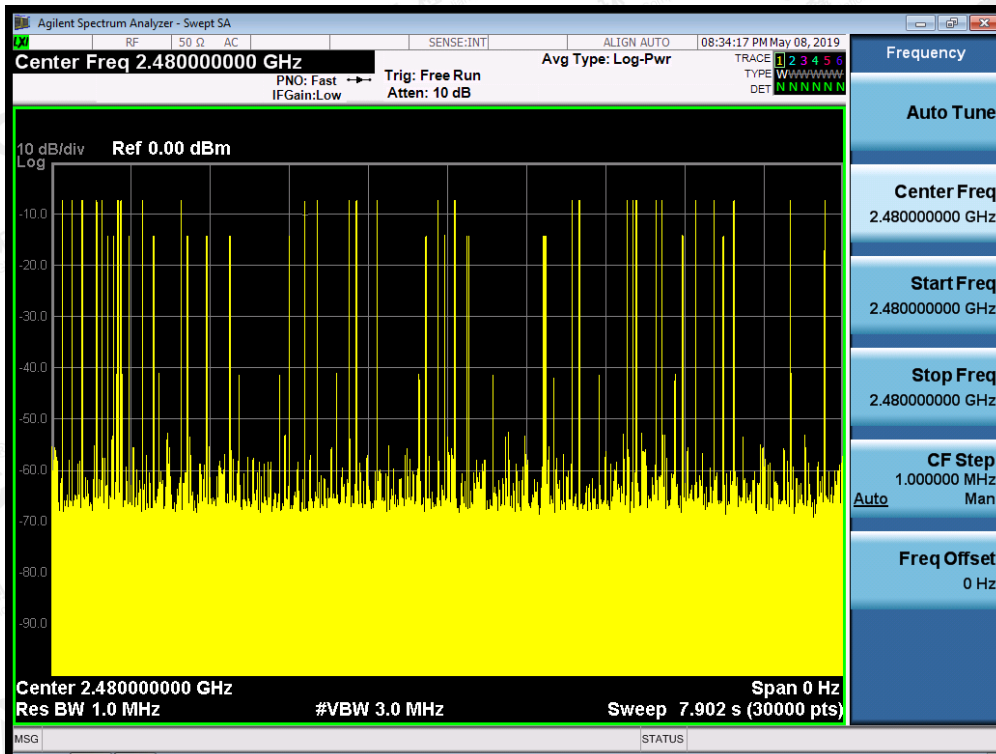 Agilent Spectrum Analyzer - Swept SA
LXI RF 50 Ω AC SENSE:INT ALIGN AUTO 08:34:17 PM May 08, 2019
Center Freq 2.480000000 GHz
PNO: Fast
IFGain:Low
Trig: Free Run
Atten: 10 dB
Avg Type: Log-Pwr
TRACE 1 2 3 4 5 6
TYPE WWWWWW
DET N N N N N N
10 dB/div
Log
Ref 0.00 dBm
-10.0
-20.0
-30.0
-40.0
-50.0
-60.0
-70.0
-80.0
-90.0
Center 2.480000000 GHz
Span 0 Hz
Res BW 1.0 MHz
#VBW 3.0 MHz
Sweep 7.902 s (30000 pts)
MSG
STATUS
Frequency
Auto Tune
Center Freq
2.480000000 GHz
Start Freq
2.480000000 GHz
Stop Freq
2.480000000 GHz
CF Step
1.000000 MHz
Auto Man
Freq Offset
0 Hz